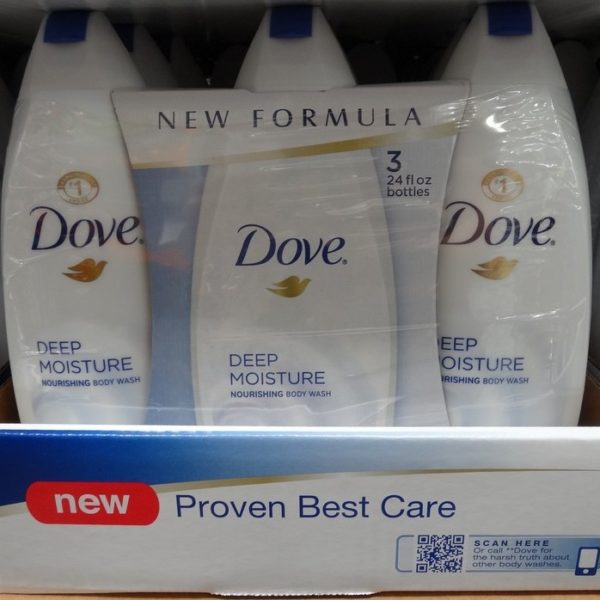 NEW FORMULA
3
24 fl oz
bottles
#1
Dove
DEEP
MOISTURE
NOURISHING BODY WASH
Dove
DEEP
MOISTURE
NOURISHING BODY WASH
#1
Dove
EEP
OISTURE
RISHING BODY WASH
new Proven Best Care
SCAN HERE
Or call **Dove for
the harsh truth about
other body washes.